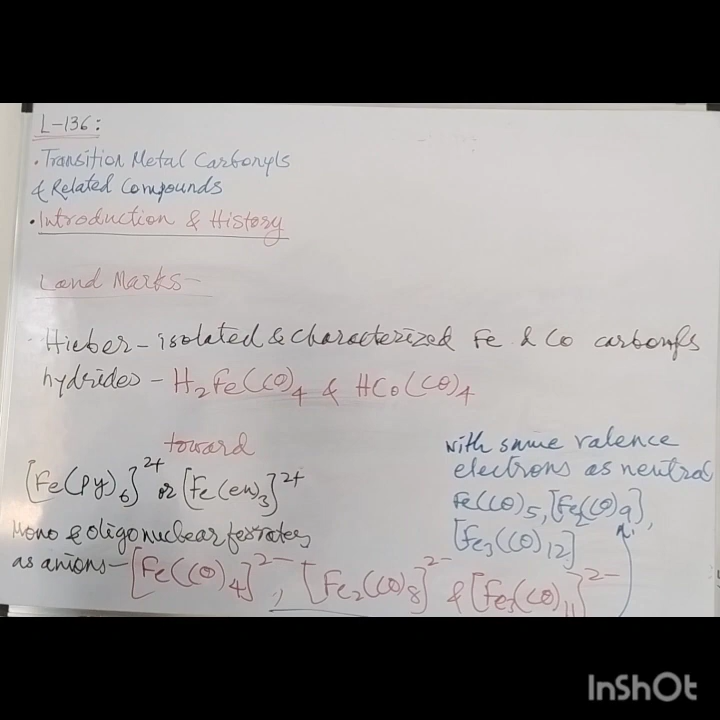 L-136:
• Transition Metal Carbonyls
& Related Compounds
• Introduction & History
Land Marks-
Hieber - isolated & characterized Fe & Co carbonyls
hydrides - H2Fe(CO)4 & HCo(CO)4
toward
[Fe(Py)6]2+ or [Fe(en)3]2+
Mono & oligonuclear ferrates
as anions - [Fe(CO)4]2-, [Fe2(CO)8]2- & [Fe3(CO)11]2-
with same valence
electrons as neutral
Fe(CO)5, [Fe2(CO)9],
[Fe3(CO)12]
InShOt